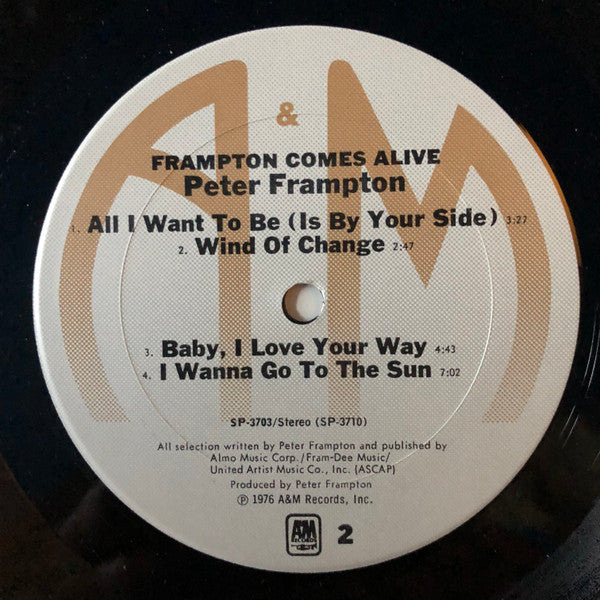 A&M
FRAMPTON COMES ALIVE
Peter Frampton
1. All I Want To Be (Is By Your Side) 3:27
2. Wind Of Change 2:47
3. Baby, I Love Your Way 4:43
4. I Wanna Go To The Sun 7:02
SP-3703/Stereo (SP-3710)
All selection written by Peter Frampton and published by
Almo Music Corp./Fram-Dee Music/
United Artist Music Co., Inc. (ASCAP)
Produced by Peter Frampton
℗ 1976 A&M Records, Inc.
A&M
RECORDS
2